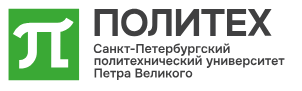 ПОЛИТЕХ
Санкт-Петербургский
политехнический университет
Петра Великого